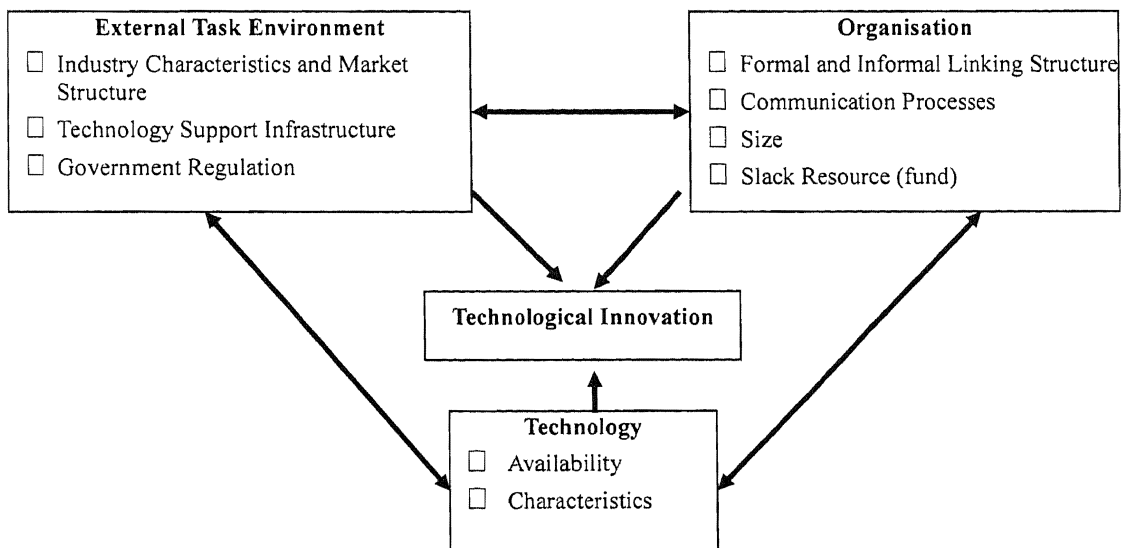 External Task Environment
☐ Industry Characteristics and Market
Structure
☐ Technology Support Infrastructure
☐ Government Regulation
Organisation
☐ Formal and Informal Linking Structure
☐ Communication Processes
☐ Size
☐ Slack Resource (fund)
Technological Innovation
Technology
☐ Availability
☐ Characteristics